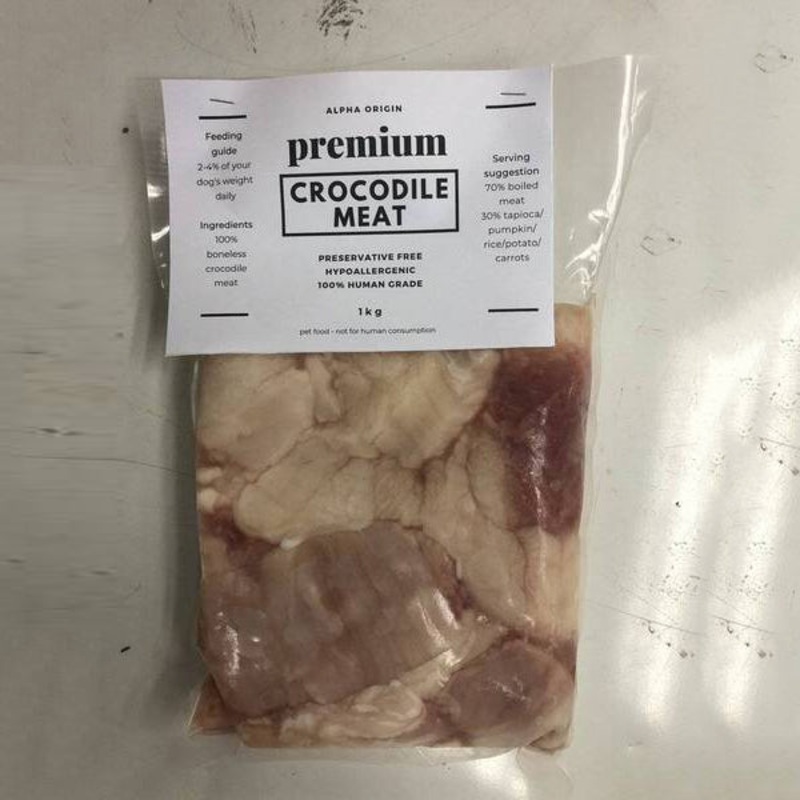 ALPHA ORIGIN
premium
CROCODILE
MEAT
PRESERVATIVE FREE
HYPOALLERGENIC
100% HUMAN GRADE
1kg
pet food - not for human consumption
Feeding
guide
2-4% of your
dog's weight
daily
Ingredients
100%
boneless
crocodile
meat
Serving
suggestion
70% boiled
meat
30% tapioca/
pumpkin/
rice/potato/
carrots